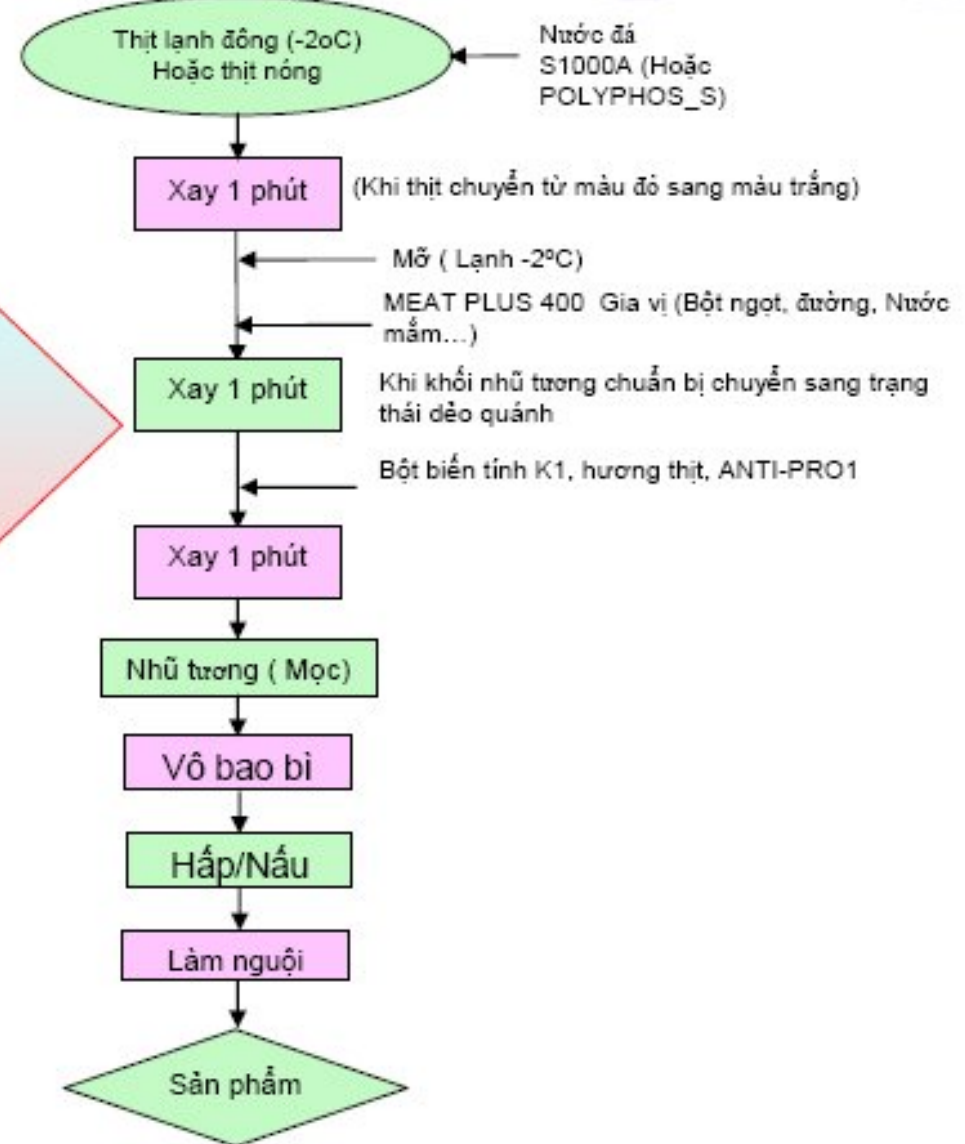 Thịt lạnh đông (-2oC)
Hoặc thịt nóng
Nước đá
S1000A (Hoặc
POLYPHOS_S)
Xay 1 phút
(Khi thịt chuyển từ màu đỏ sang màu trắng)
Mỡ ( Lạnh -2ºC)
MEAT PLUS 400 Gia vị (Bột ngọt, đường, Nước
mắm...)
Xay 1 phút
Khi khối nhũ tương chuẩn bị chuyển sang trạng
thái dẻo quánh
Bột biến tính K1, hương thịt, ANTI-PRO1
Xay 1 phút
Nhũ tương ( Mọc)
Vô bao bì
Hấp/Nấu
Làm nguội
Sản phẩm